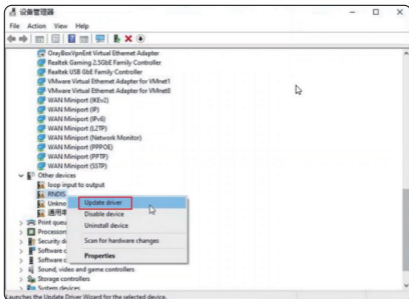 设备管理器
File Action View Help
OrayBoxVpnEnt Virtual Ethernet Adapter
Realtek Gaming 2.5GbE Family Controller
Realtek USB GbE Family Controller
VMware Virtual Ethernet Adapter for VMnet1
VMware Virtual Ethernet Adapter for VMnet8
WAN Miniport (IKEv2)
WAN Miniport (IP)
WAN Miniport (IPv6)
WAN Miniport (L2TP)
WAN Miniport (Network Monitor)
WAN Miniport (PPPOE)
WAN Miniport (PPTP)
WAN Miniport (SSTP)
Other devices
loop input to output
RNDIS
Unkno
通用串
Update driver
Disable device
Uninstall device
Scan for hardware changes
Properties
Print queu
Processors
Security d
Software c
Software c
Sound, video and game controllers
Storage controllers
System devices
Launches the Update Driver Wizard for the selected device.